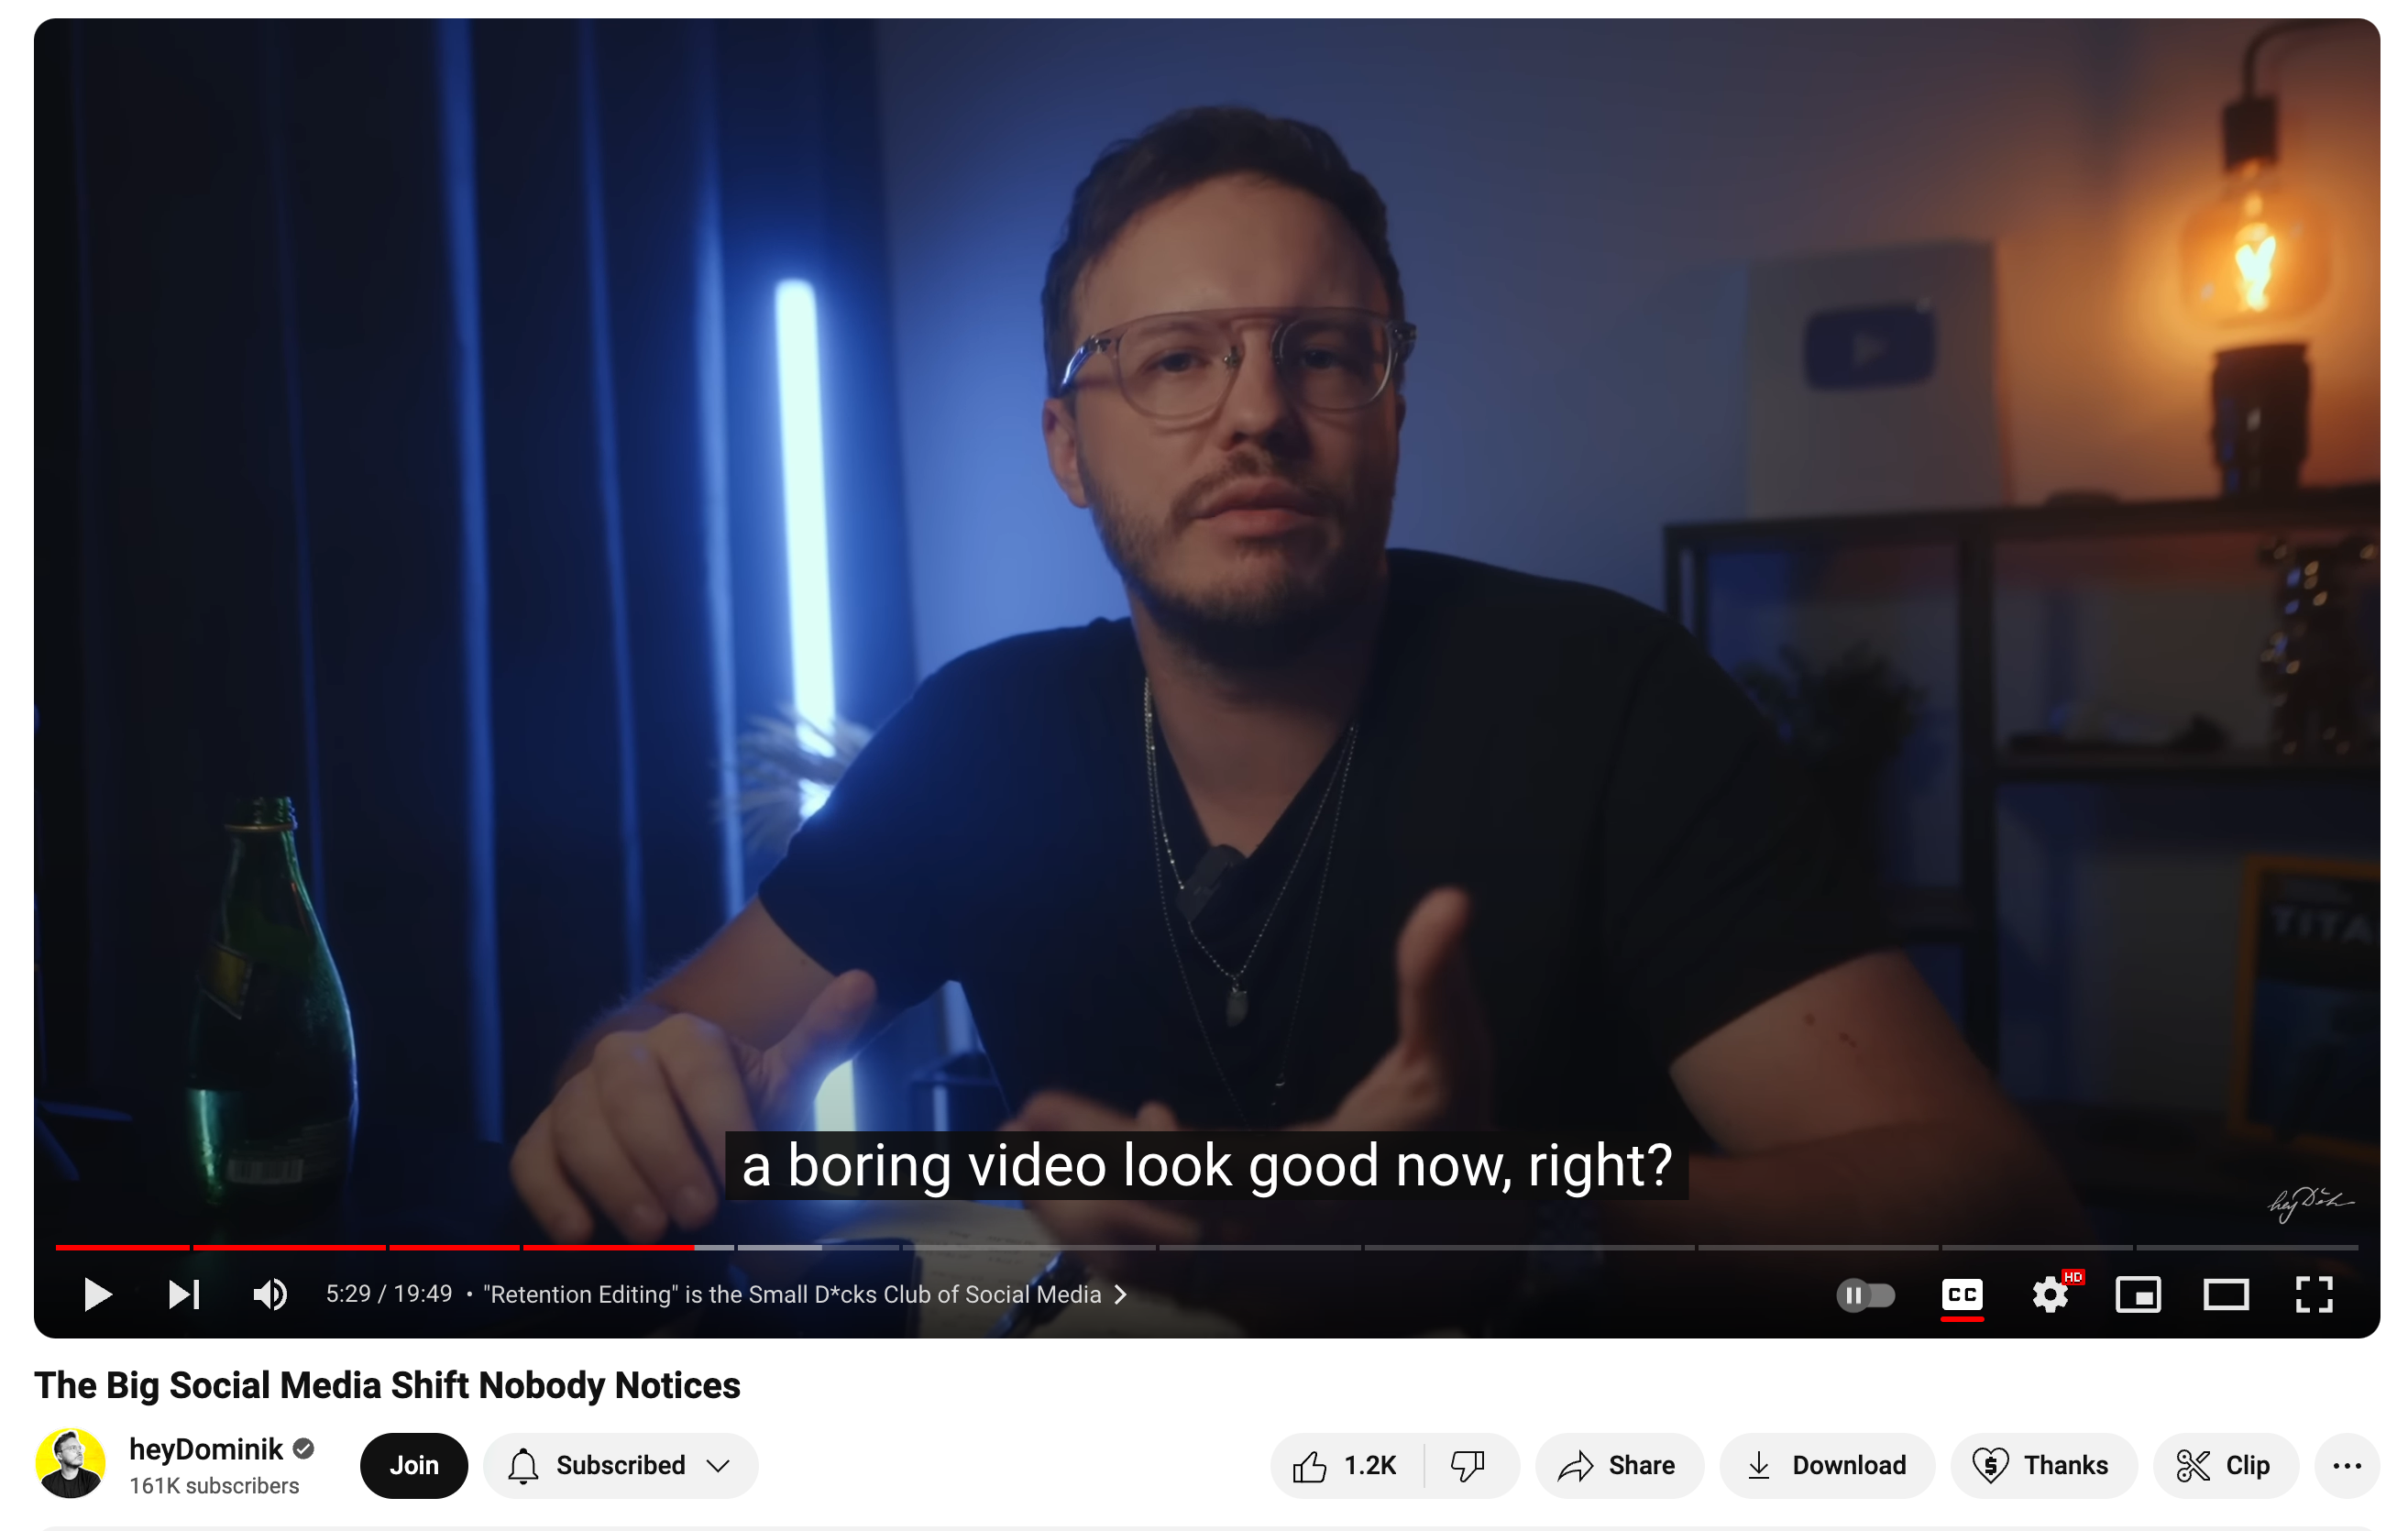 TITA
a boring video look good now, right?
5:29 / 19:49 • "Retention Editing" is the Small D*cks Club of Social Media
CC
HD
The Big Social Media Shift Nobody Notices
heyDominik
161K subscribers
Join
Subscribed
1.2K
Share
Download
Thanks
Clip